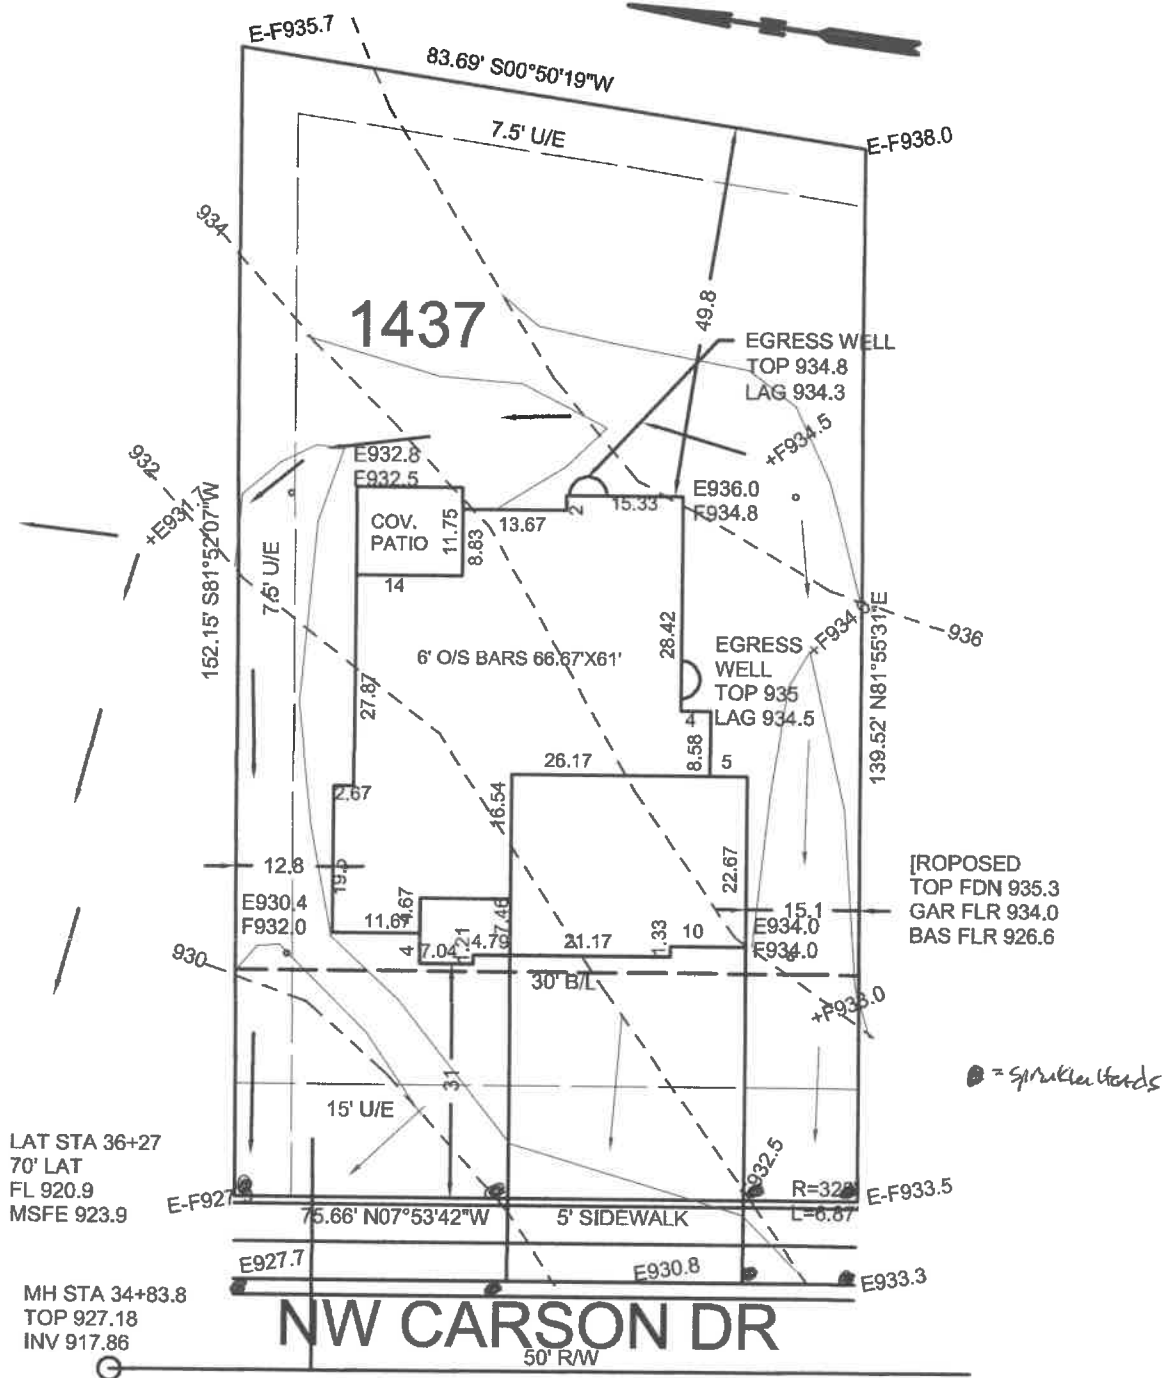 E-F935.7
83.69' S00°50'19"W
7.5' U/E
E-F938.0
934
1437
49.8
EGRESS WELL
TOP 934.8
LAG 934.3
+F934.5
932
E932.8
E932.5
+E931.7
152.15' S81°52'07"W
7.5' U/E
COV.
PATIO
11.75
8.83
13.67
2
15.33
E936.0
F934.8
14
28.42
6' O/S BARS 66.67'X61'
EGRESS
WELL
TOP 935
LAG 934.5
936
139.52' N81°55'31"E
27.87
4
8.58
5
26.17
2.67
16.54
22.67
12.8
19.5
[ROPOSED
TOP FDN 935.3
GAR FLR 934.0
BAS FLR 926.6
E930.4
F932.0
4.67
7.46
11.67
4
7.04
1.21
4.79
21.17
1.33
10
15.1
E934.0
F934.0
930
30' B/L
+F933.0
31
15' U/E
= Sprinkler Heads
LAT STA 36+27
70' LAT
FL 920.9
MSFE 923.9
932.5
E-F933.5
75.66' N07°53'42"W
5' SIDEWALK
L=6.87
E927.7
E930.8
E933.3
MH STA 34+83.8
TOP 927.18
INV 917.86
NW CARSON DR
50' R/W